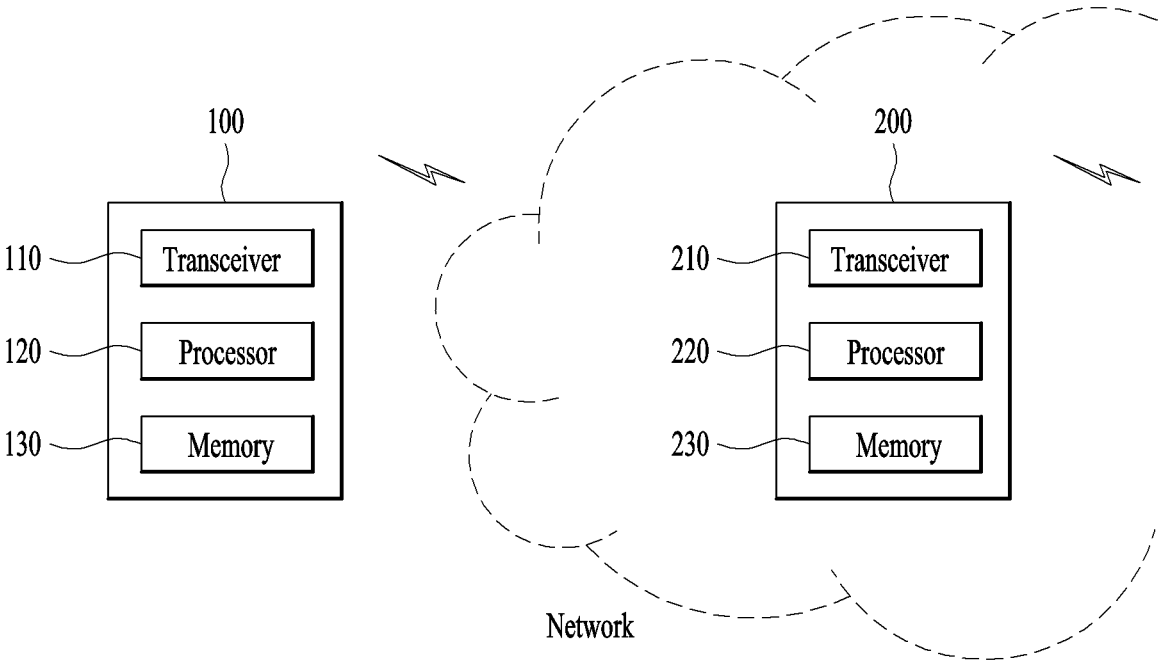 100
200
110 Transceiver
210 Transceiver
120 Processor
220 Processor
130 Memory
230 Memory
Network